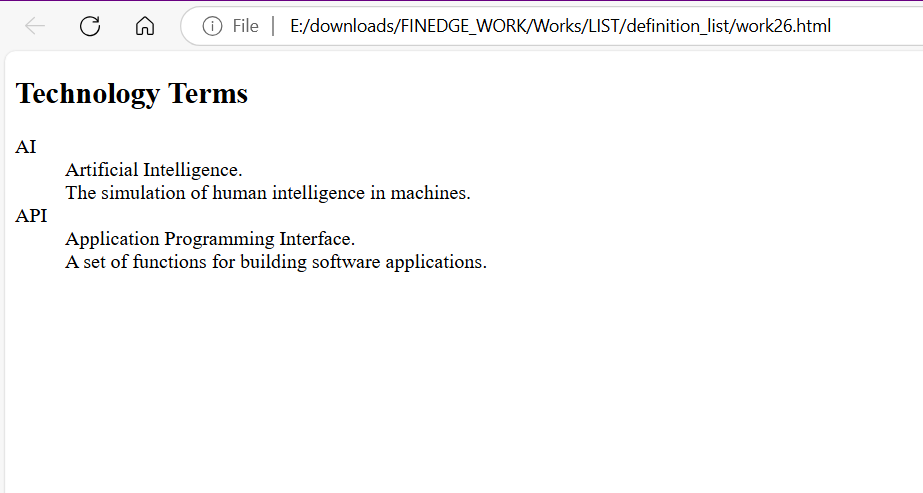 File
E:/downloads/FINEDGE_WORK/Works/LIST/definition_list/work26.html
Technology Terms
AI
Artificial Intelligence.
The simulation of human intelligence in machines.
API
Application Programming Interface.
A set of functions for building software applications.